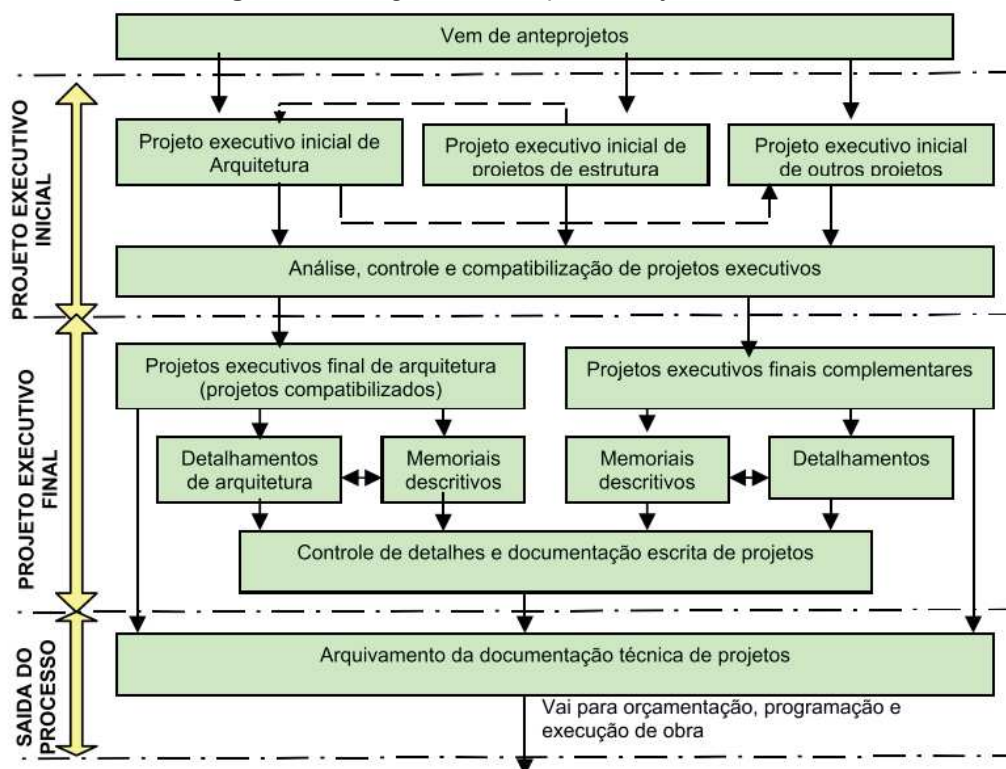 Vem de anteprojetos
PROJETO EXECUTIVO
INICIAL
Projeto executivo inicial de
Arquitetura
Projeto executivo inicial de
projetos de estrutura
Projeto executivo inicial
de outros projetos
Análise, controle e compatibilização de projetos executivos
PROJETO EXECUTIVO
FINAL
Projetos executivos final de arquitetura
(projetos compatibilizados)
Projetos executivos finais complementares
Detalhamentos
de arquitetura
Memoriais
descritivos
Memoriais
descritivos
Detalhamentos
Controle de detalhes e documentação escrita de projetos
SAIDA DO
PROCESSO
Arquivamento da documentação técnica de projetos
Vai para orçamentação, programação e
execução de obra